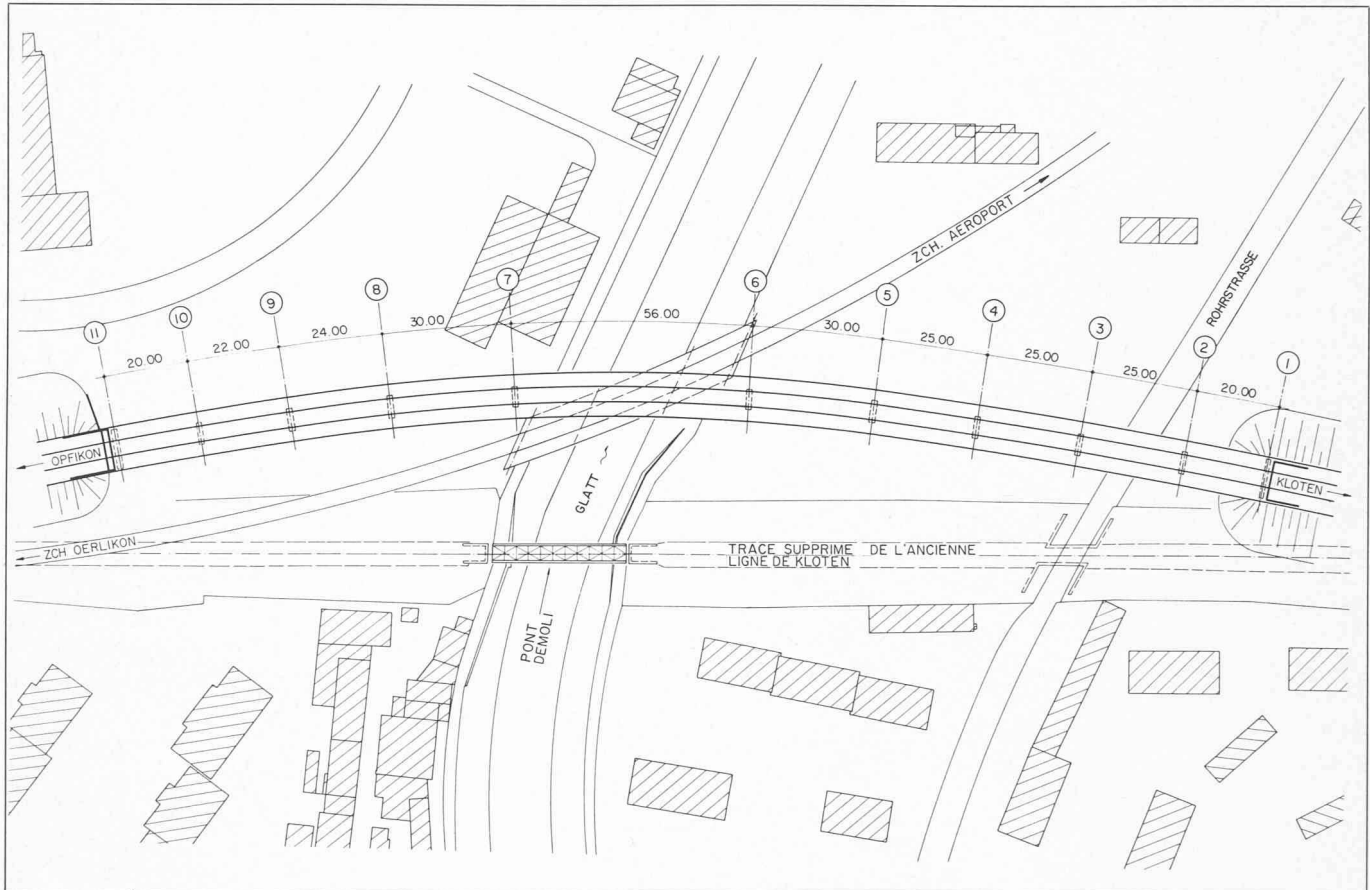 ZCH. AEROPORT
ROHRSTRASSE
7
6
8
9
10
11
5
4
3
2
1
20.00
22.00
24.00
30.00
56.00
30.00
25.00
25.00
25.00
20.00
OPFIKON
KLOTEN
GLATT
ZCH OERLIKON
TRACE SUPPRIME DE L'ANCIENNE
LIGNE DE KLOTEN
PONT
DEMOLI